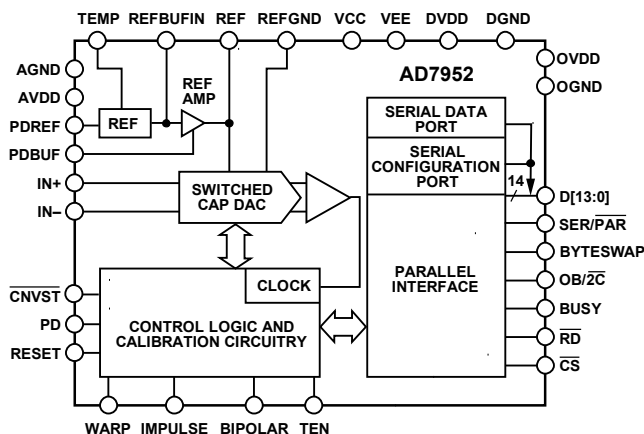 TEMP REFBUFIN REF REFGND VCC VEE DVDD DGND
OVDD
OGND
AGND
AVDD
PDREF
PDBUF
IN+
IN–
CNVST
PD
RESET
REF
AMP
REF
SWITCHED
CAP DAC
CLOCK
CONTROL LOGIC AND
CALIBRATION CIRCUITRY
AD7952
SERIAL DATA
PORT
SERIAL
CONFIGURATION
PORT
14
PARALLEL
INTERFACE
D[13:0]
SER/PAR
BYTESWAP
OB/2C
BUSY
RD
CS
WARP IMPULSE BIPOLAR TEN